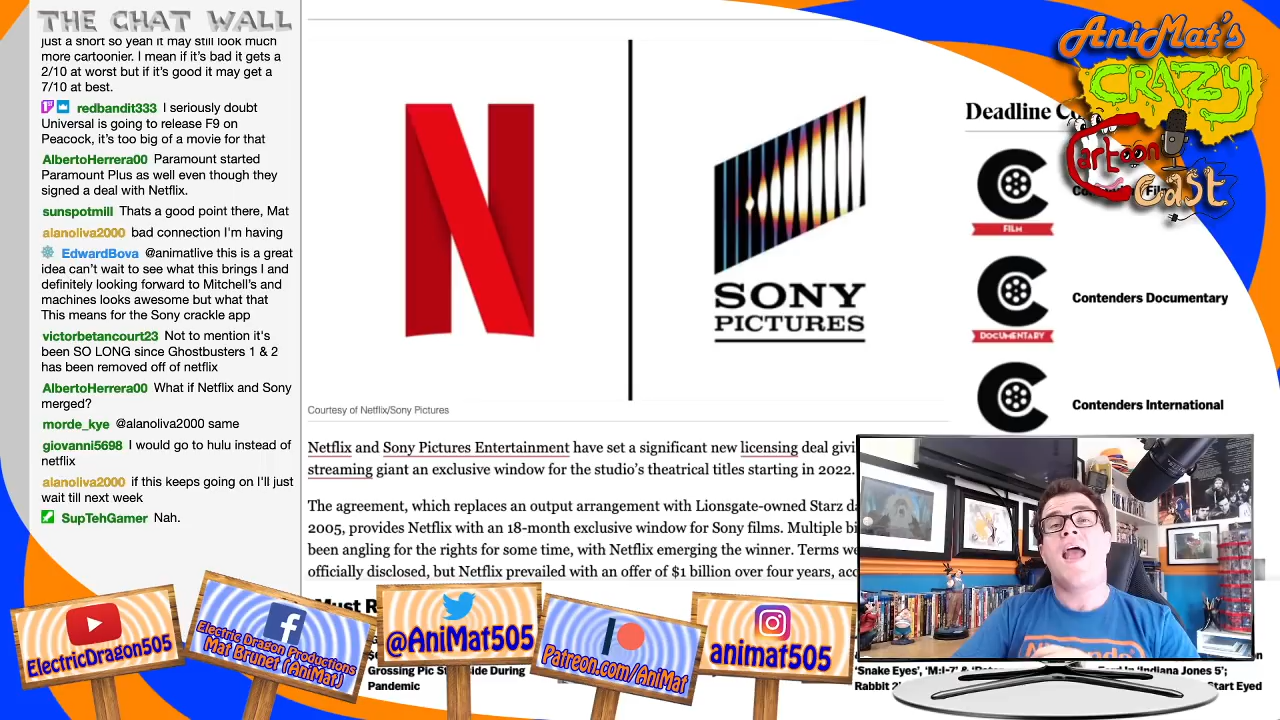 THE CHAT WALL
just a short so yeah it may still look much
more cartoonier. I mean if it's bad it gets a
2/10 at worst but if it's good it may get a
7/10 at best.
redbandit333 I seriously doubt
Universal is going to release F9 on
Peacock, it's too big of a movie for that
AlbertoHerrera00 Paramount started
Paramount Plus as well even though they
signed a deal with Netflix.
sunspotmill Thats a good point there, Mat
alanoliva2000 bad connection I'm having
EdwardBova @animatlive this is a great
idea can't wait to see what this brings I and
definitely looking forward to Mitchell's and
machines looks awesome but what that
This means for the Sony crackle app
victorbetancourt23 Not to mention it's
been SO LONG since Ghostbusters 1 & 2
has been removed off of netflix
AlbertoHerrera00 What if Netflix and Sony
merged?
morde_kye @alanoliva2000 same
giovanni5698 I would go to hulu instead of
netflix
alanoliva2000 if this keeps going on I'll just
wait till next week
SupTehGamer Nah.
N
SONY
PICTURES
Courtesy of Netflix/Sony Pictures
Netflix and Sony Pictures Entertainment have set a significant new licensing deal givi
streaming giant an exclusive window for the studio's theatrical titles starting in 2022.
The agreement, which replaces an output arrangement with Lionsgate-owned Starz da
2005, provides Netflix with an 18-month exclusive window for Sony films. Multiple bi
been angling for the rights for some time, with Netflix emerging the winner. Terms we
officially disclosed, but Netflix prevailed with an offer of $1 billion over four years, acc
AniMat's
CRAZY
Cartoon
Cast
Deadline
FILM
Contenders Documentary
DOCUMENTARY
Contenders International
Must R
Grossing Pic
During
Pandemic
'Snake Eyes', 'M:I-7' &
'Indiana Jones 5';
Rabbit
Start Eyed
ElectricDragon505
Electric Dragon Productions
Mat Brunet (AniMat)
@AniMat505
Patreon.com/AniMat
animat505